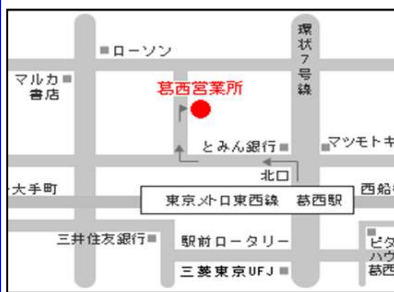 ローソン
環状7号線
マルカ
書店
葛西営業所
とみん銀行
マツモトキ
北口
大手町
東京メトロ東西線 葛西駅
西船
三井住友銀行
駅前ロータリー
三菱東京UFJ
ピタ
ハウ
葛西